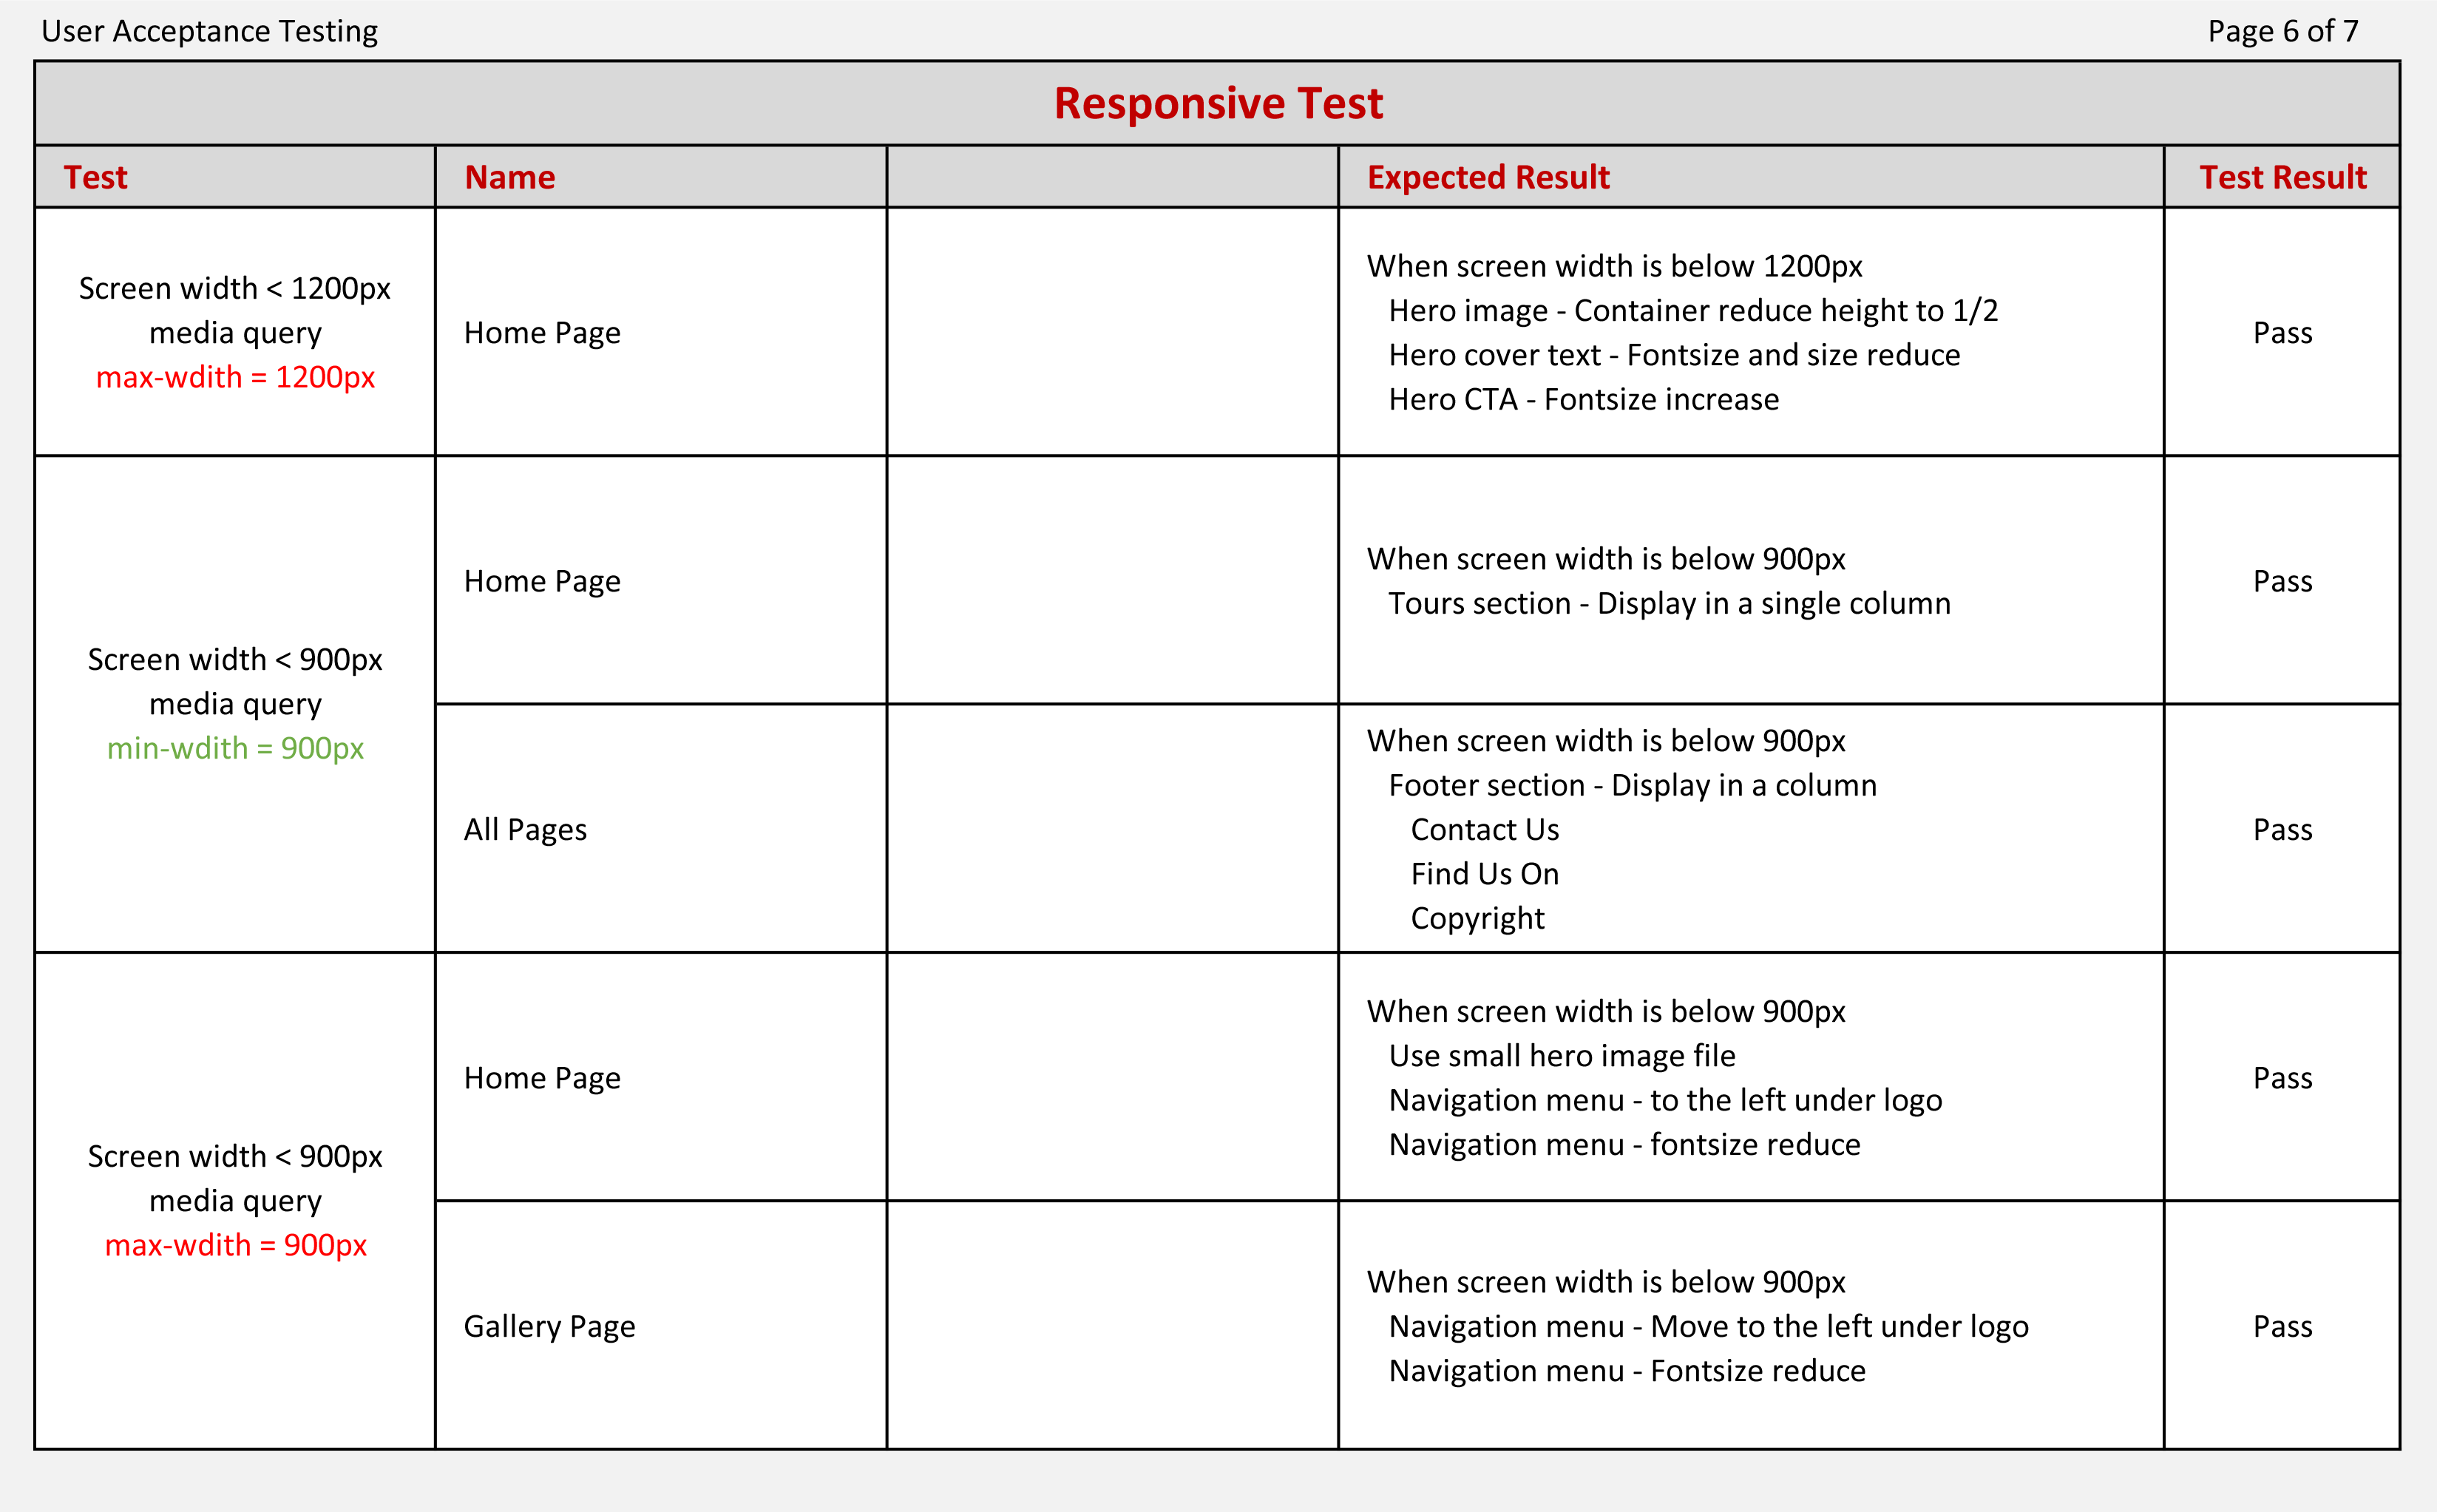 User Acceptance Testing
Page 6 of 7
Responsive Test
Test
Name
Expected Result
Test Result
Screen width < 1200px
media query
max-wdith = 1200px
Home Page
When screen width is below 1200px
Hero image - Container reduce height to 1/2
Hero cover text - Fontsize and size reduce
Hero CTA - Fontsize increase
Pass
Screen width < 900px
media query
min-wdith = 900px
Home Page
When screen width is below 900px
Tours section - Display in a single column
Pass
All Pages
When screen width is below 900px
Footer section - Display in a column
Contact Us
Find Us On
Copyright
Pass
Screen width < 900px
media query
max-wdith = 900px
Home Page
When screen width is below 900px
Use small hero image file
Navigation menu - to the left under logo
Navigation menu - fontsize reduce
Pass
Gallery Page
When screen width is below 900px
Navigation menu - Move to the left under logo
Navigation menu - Fontsize reduce
Pass